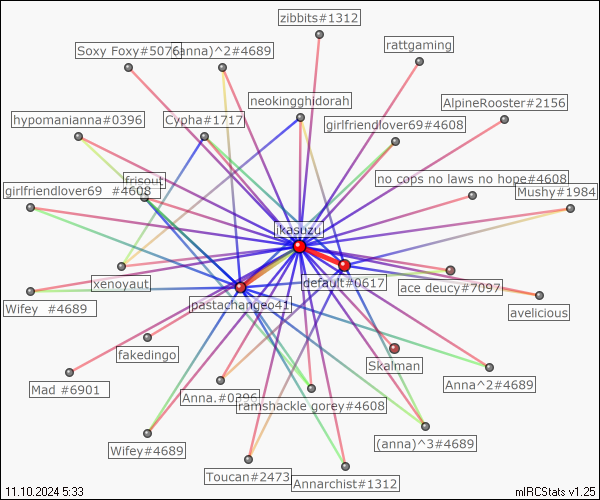 zibbits#1312
Soxy Foxy#5076
(anna)^2#4689
rattgaming
neokingghidorah
AlpineRooster#2156
hypomanianna#0396
Cypha#1717
girlfriendlover69#4608
frisout
no cops no laws no hope#4608
girlfriendlover69 #4608
Mushy#1984
ikasuzu
xenoyaut
default#0617
ace deucy#7097
Wifey #4689
pastachangeo41
avelicious
fakedingo
Skalman
Mad #6901
Anna.#0396
ramshackle gorey#4608
Anna^2#4689
Wifey#4689
(anna)^3#4689
Toucan#2473
Annarchist#1312
11.10.2024 5:33
mIRCStats v1.25